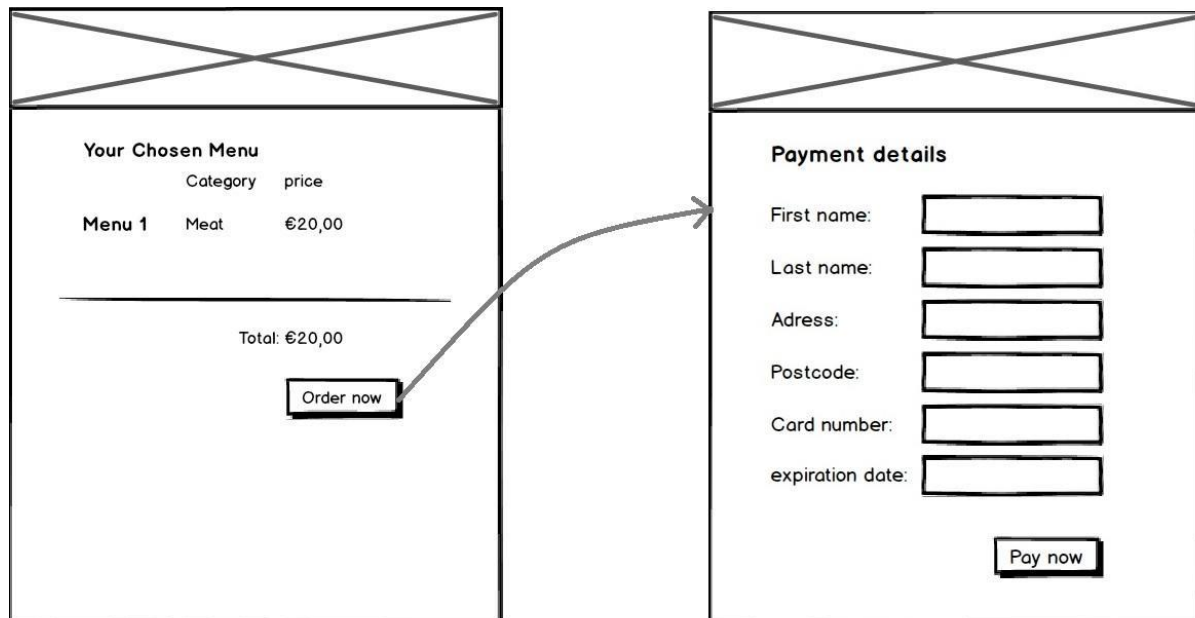 Your Chosen Menu
Category price
Menu 1 Meat €20,00
Total: €20,00
Order now
Payment details
First name:
Last name:
Adress:
Postcode:
Card number:
expiration date:
Pay now